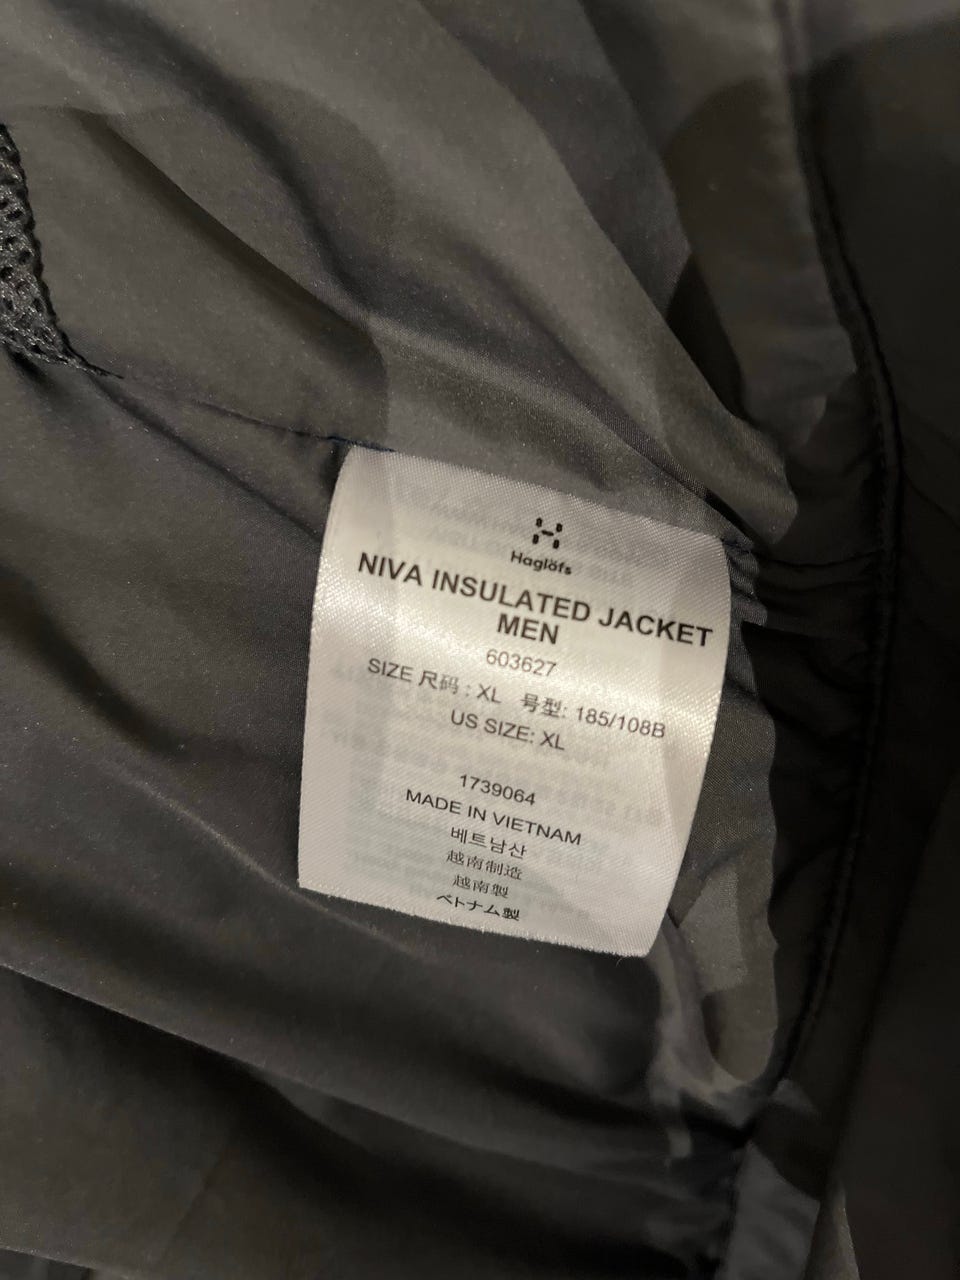 Haglöfs
NIVA INSULATED JACKET
MEN
603627
SIZE 尺码 : XL 号型: 185/108B
US SIZE: XL
1739064
MADE IN VIETNAM
베트남산
越南制造
越南製
ベトナム製